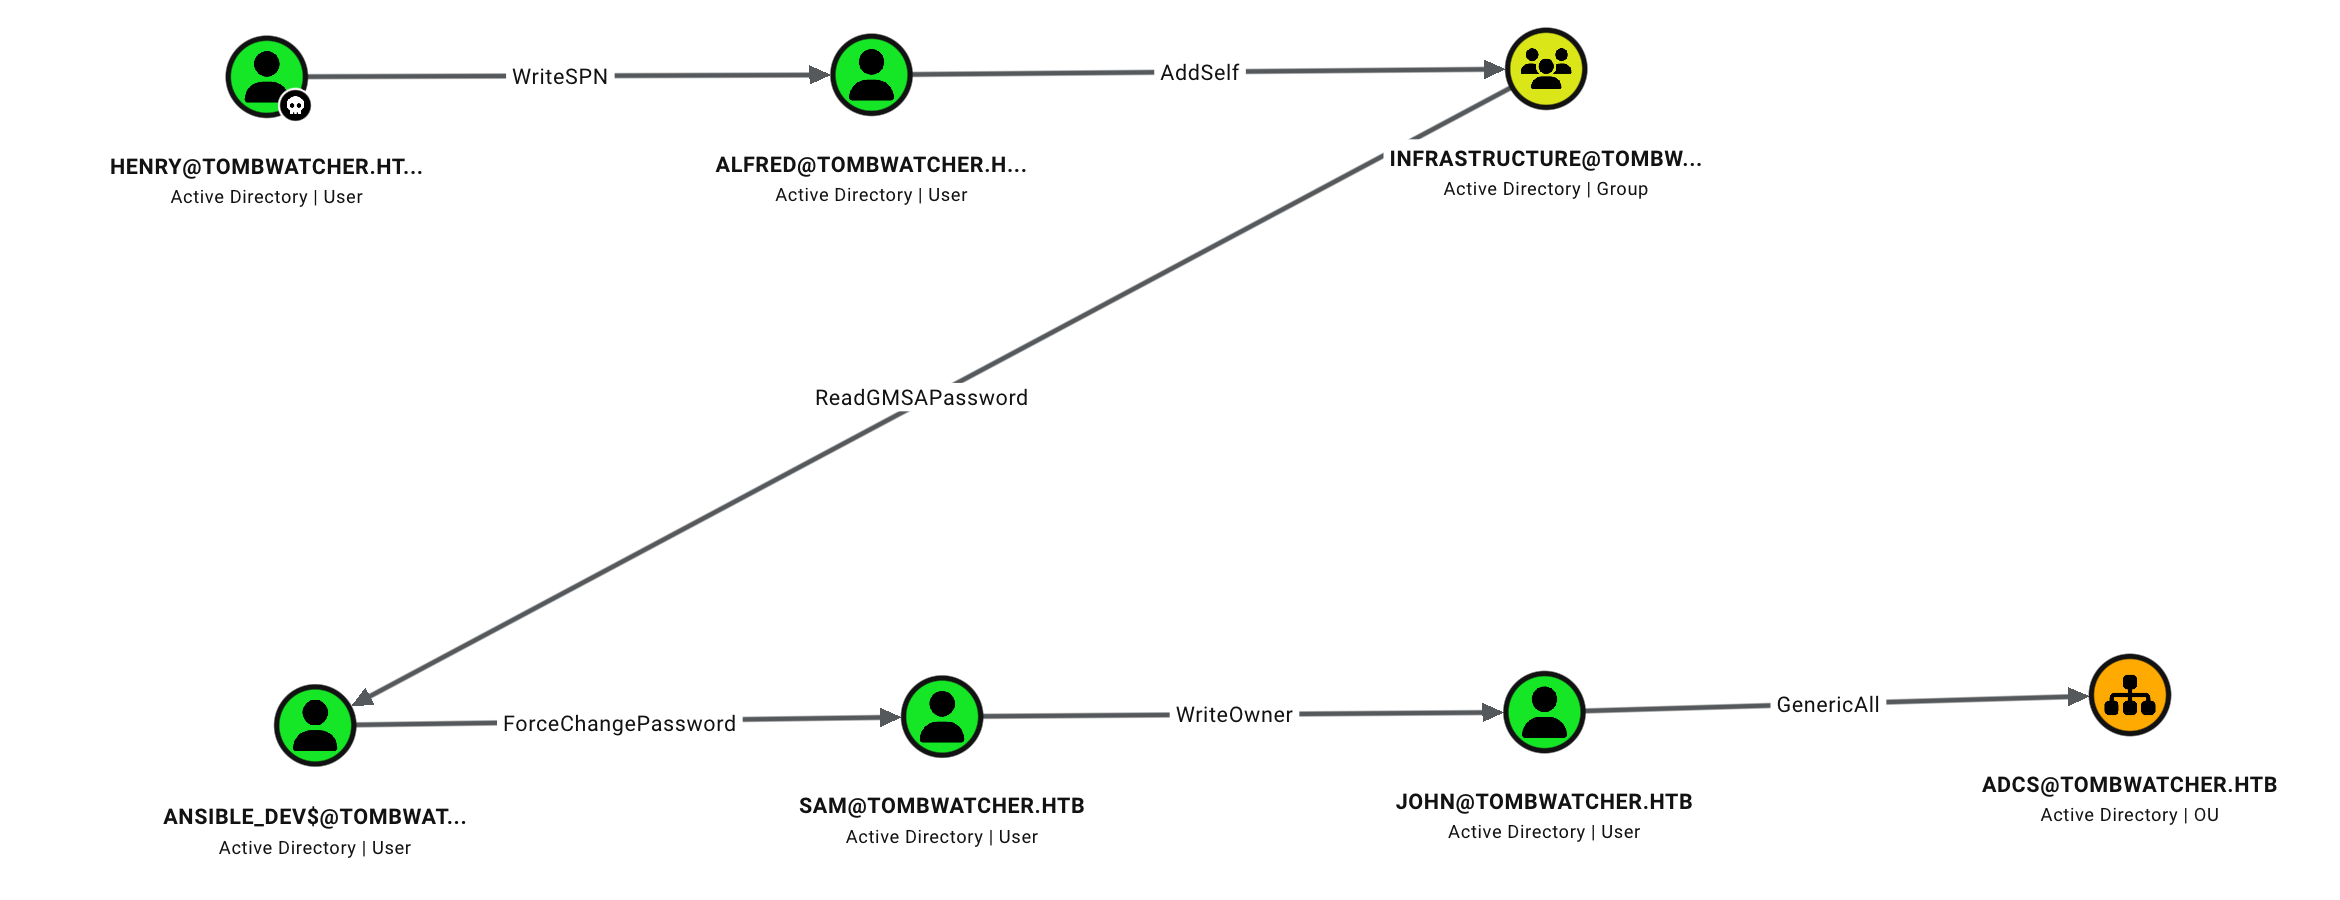 WriteSPN
AddSelf
HENRY@TOMBWATCHER.HT...
Active Directory | User
ALFRED@TOMBWATCHER.H...
Active Directory | User
INFRASTRUCTURE@TOMBW...
Active Directory | Group
ReadGMSAPassword
ForceChangePassword
WriteOwner
GenericAll
ANSIBLE_DEV$@TOMBWAT...
Active Directory | User
SAM@TOMBWATCHER.HTB
Active Directory | User
JOHN@TOMBWATCHER.HTB
Active Directory | User
ADCS@TOMBWATCHER.HTB
Active Directory | OU